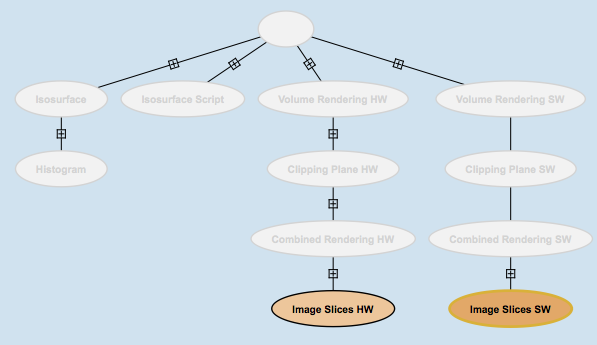 Isosurface
Isosurface Script
Volume Rendering HW
Volume Rendering SW
Histogram
Clipping Plane HW
Clipping Plane SW
Combined Rendering HW
Combined Rendering SW
Image Slices HW
Image Slices SW